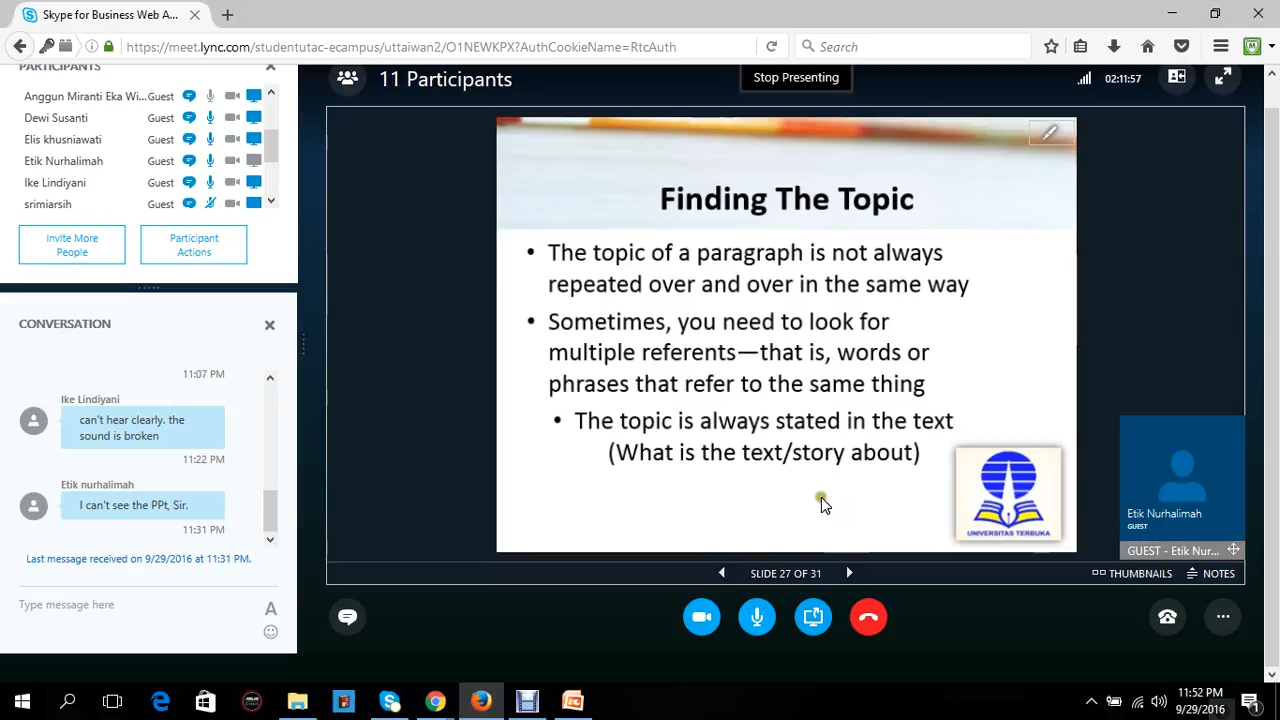 Skype for Business Web A...
https://meet.lync.com/studentutac-ecampus/uttaiwan2/O1NEWKPX?AuthCookieName=RtcAuth
Search
PARTICIPANTS
Anggun Miranti Eka Wi... Guest
Dewi Susanti Guest
Elis khusniawati Guest
Etik Nurhalimah Guest
Ike Lindiyani Guest
srimiarsih Guest
Invite More People
Participant Actions
CONVERSATION
11:07 PM
Ike Lindiyani
can't hear clearly. the
sound is broken
11:22 PM
Etik nurhalimah
I can't see the PPt, Sir.
11:31 PM
Last message received on 9/29/2016 at 11:31 PM.
Type message here
A
11 Participants
Stop Presenting
02:11:57
Finding The Topic
• The topic of a paragraph is not always
repeated over and over in the same way
• Sometimes, you need to look for
multiple referents—that is, words or
phrases that refer to the same thing
• The topic is always stated in the text
(What is the text/story about)
UNIVERSITAS TERBUKA
Etik Nurhalimah
GUEST
GUEST - Etik Nur...
SLIDE 27 OF 31
THUMBNAILS
NOTES
11:52 PM
9/29/2016